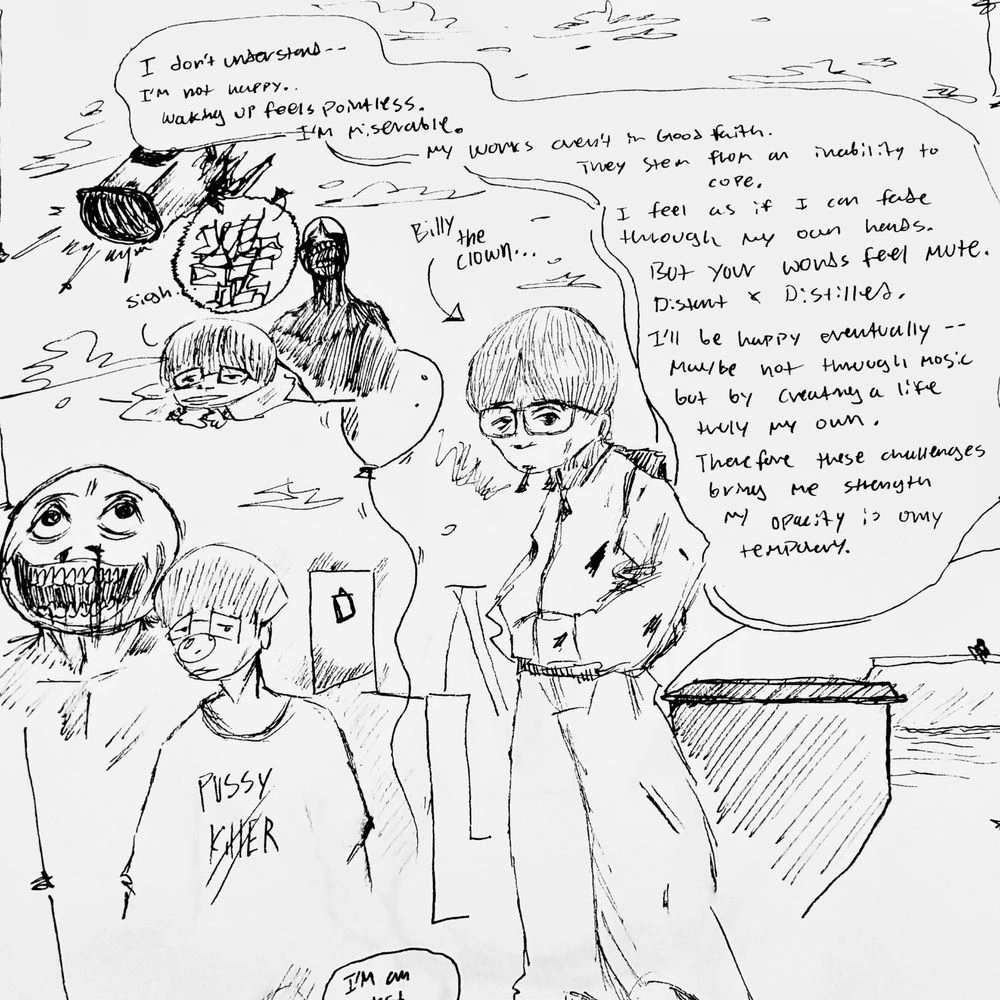 I don't understand--
I'm not happy..
waking up feels pointless.
I'm miserable.
My works aren't in Good faith.
They stem from an inability to
cope.
I feel as if I can fade
through my own hands.
But your words feel mute.
Distant & Distilled.
I'll be happy eventually --
Maybe not through music
but by creating a life
truly my own.
Therefore these challenges
bring me strength
my opacity is only
temporary.
Billy
the
clown...
siegh..
PUSSY
KillER
I'M an